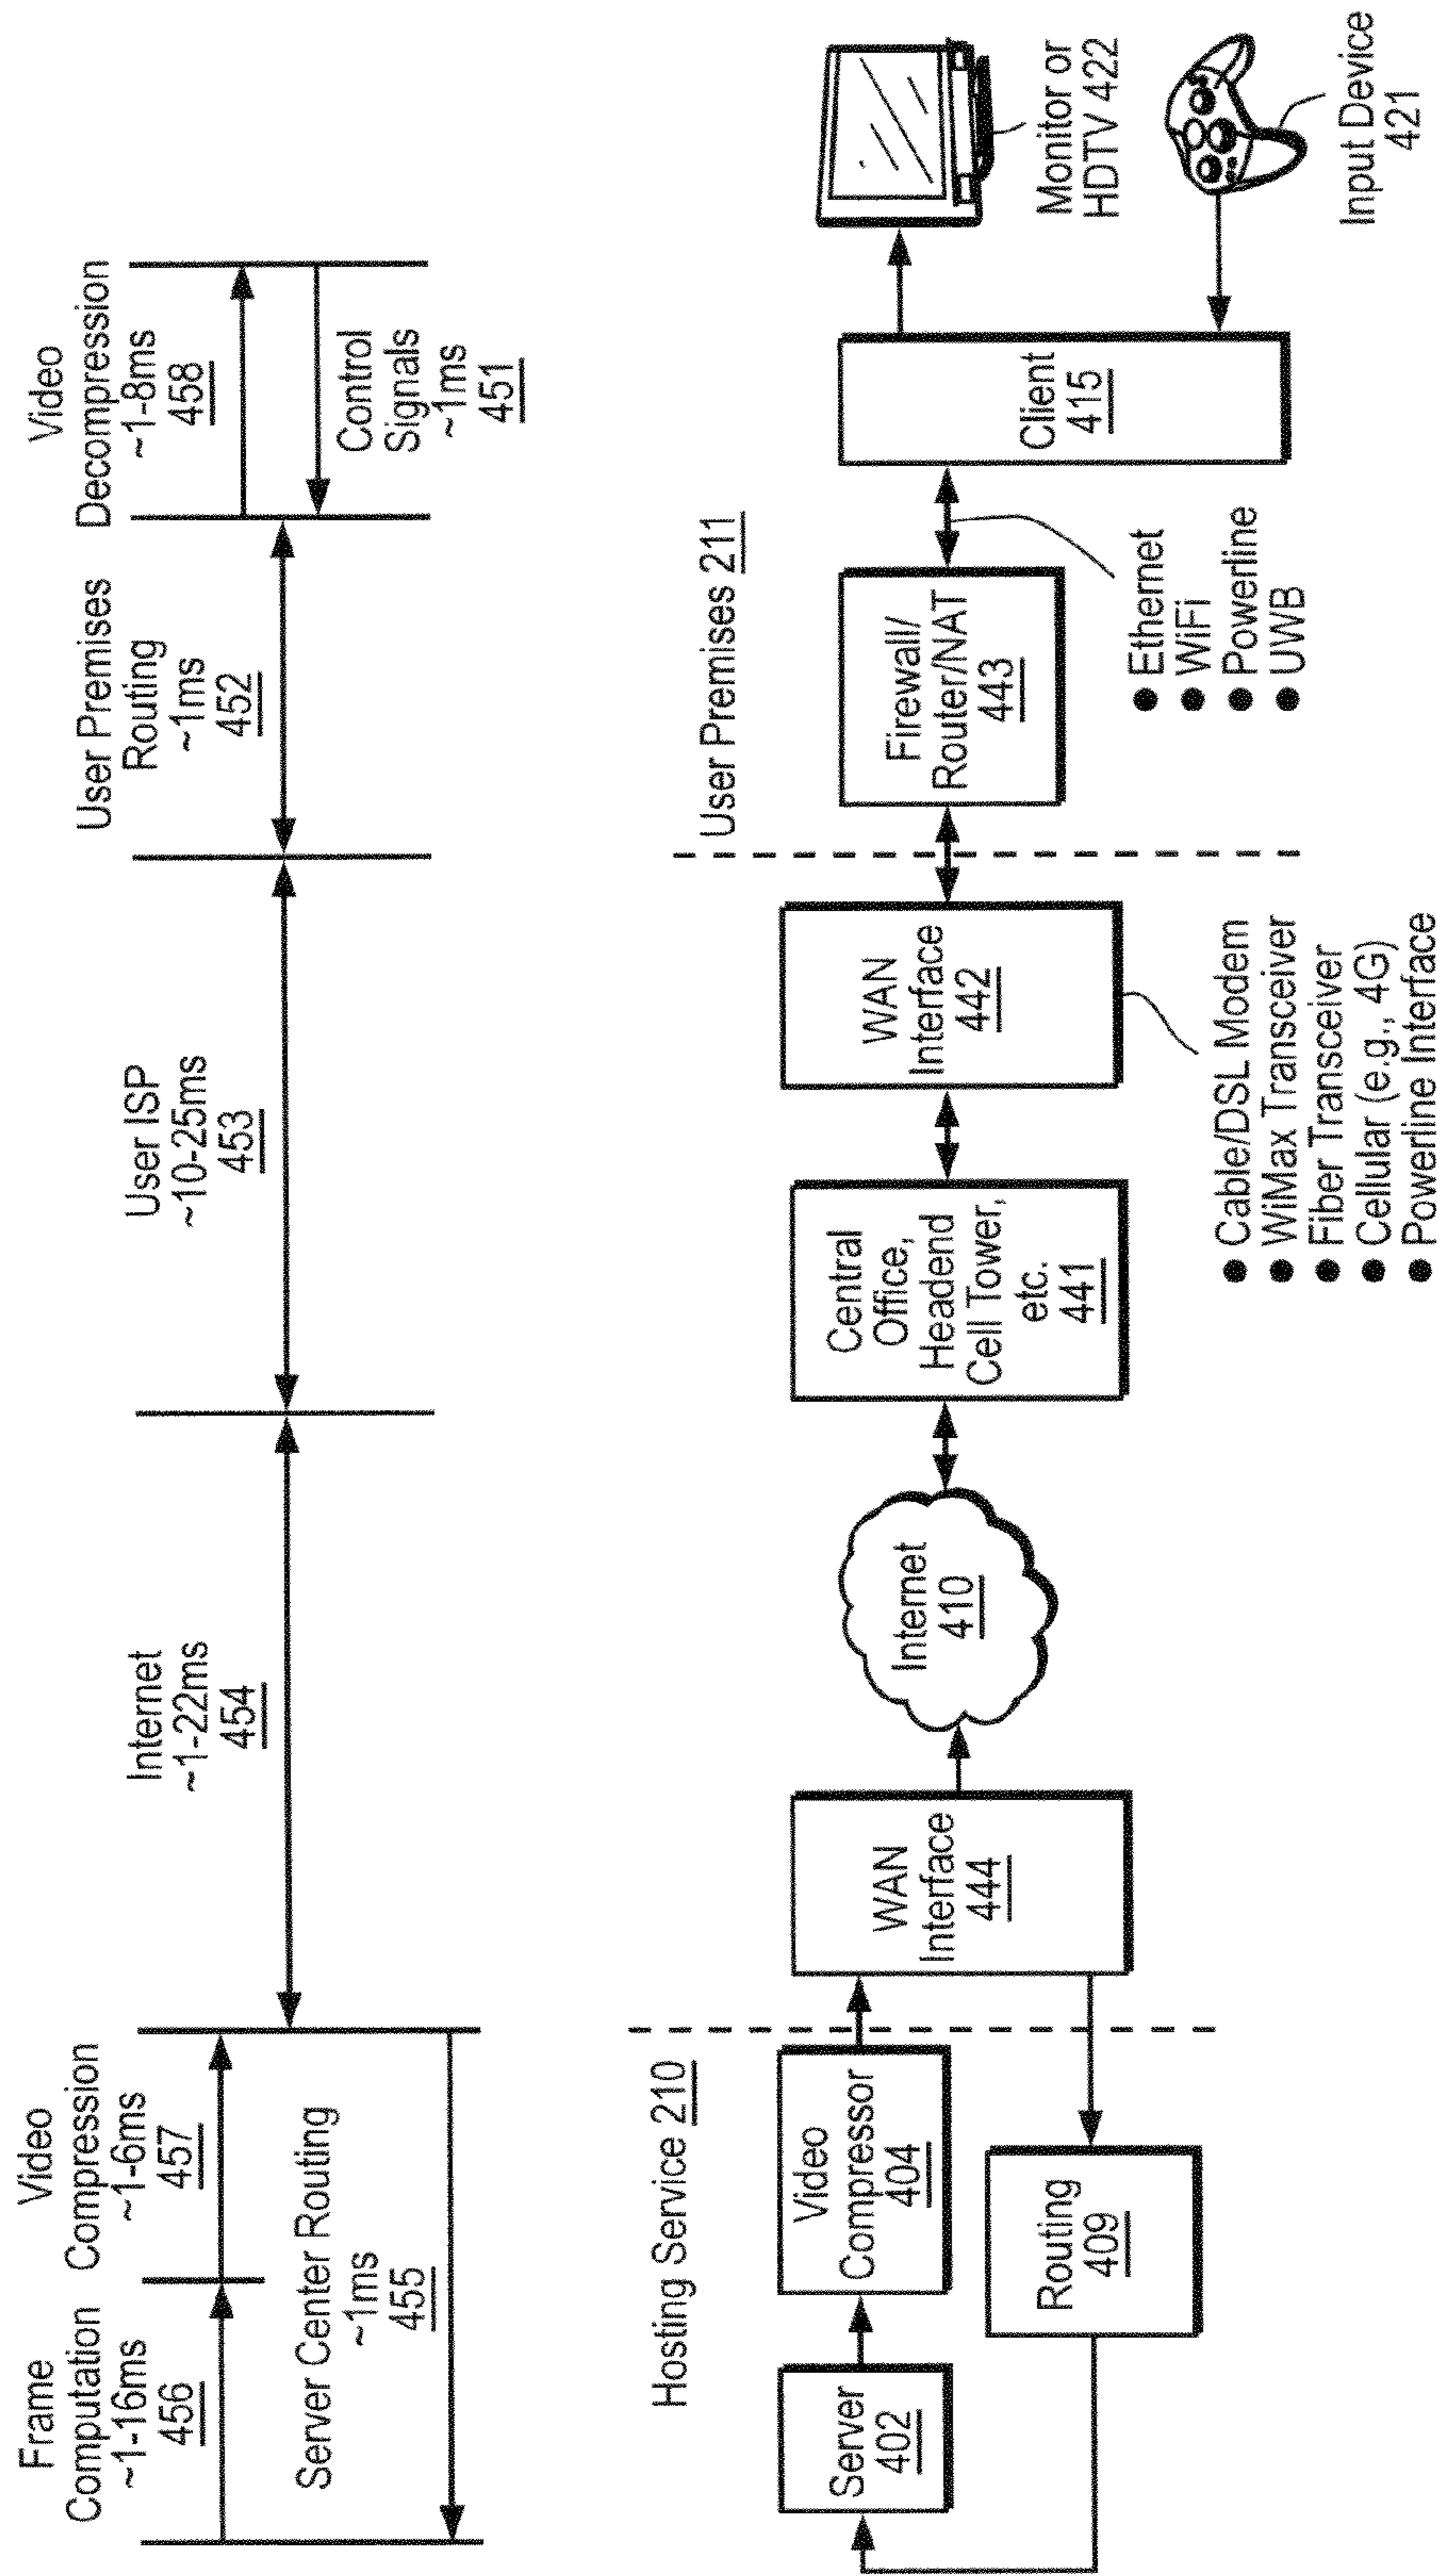 Frame
Computation
~1-16ms
456
Video
Compression
~1-6ms
457
Server Center Routing
~1ms
455
Internet
~1-22ms
454
User ISP
~10-25ms
453
User Premises
Routing
~1ms
452
Video
Decompression
~1-8ms
458
Control
Signals
~1ms
451
Hosting Service 210
Server
402
Video
Compressor
404
Routing
409
WAN
Interface
444
Internet
410
Central
Office,
Headend
Cell Tower,
etc.
441
WAN
Interface
442
● Cable/DSL Modem
● WiMax Transceiver
● Fiber Transceiver
● Cellular (e.g., 4G)
● Powerline Interface
User Premises 211
Firewall/
Router/NAT
443
● Ethernet
● WiFi
● Powerline
● UWB
Client
415
Monitor or
HDTV 422
Input Device
421